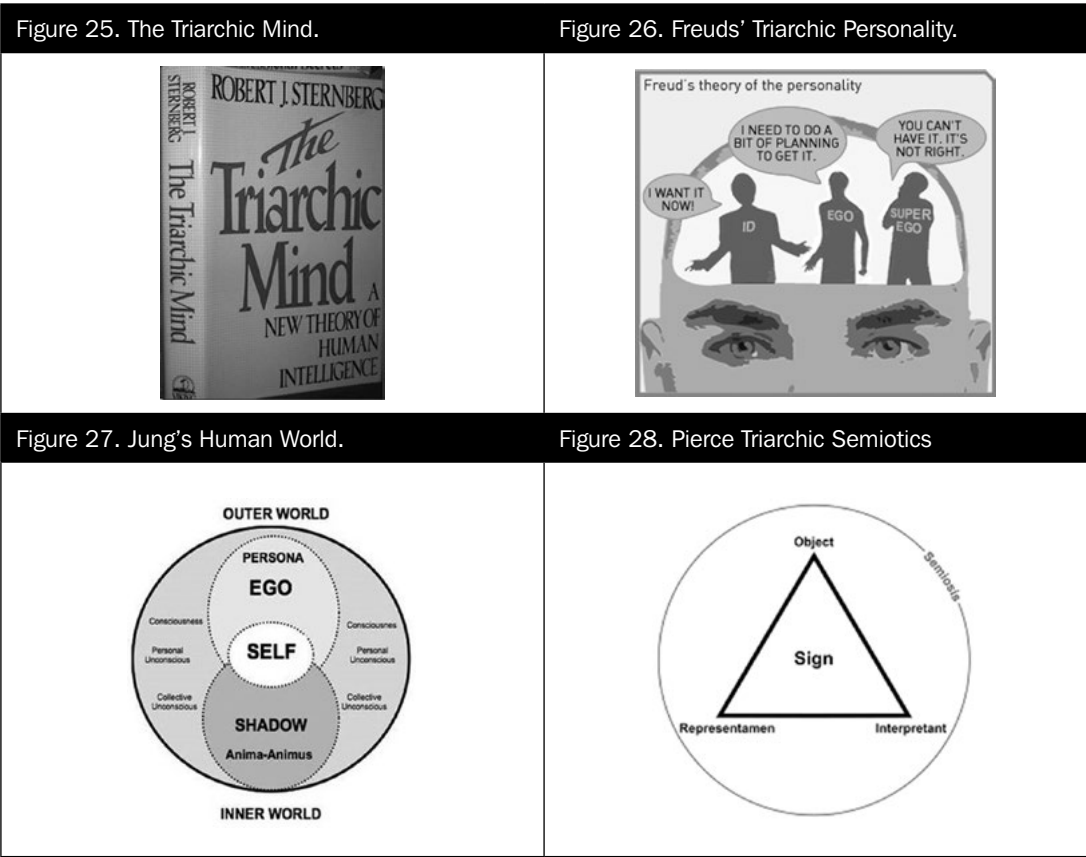 Figure 25. The Triarchic Mind.
Figure 26. Freuds' Triarchic Personality.
ROBERT J.
STERNBERG
The Triarchic Mind
ROBERT J. STERNBERG
The
Triarchic
Mind
A
NEW THEORY OF
HUMAN
INTELLIGENCE
Freud's theory of the personality
I WANT IT
NOW!
I NEED TO DO A
BIT OF PLANNING
TO GET IT.
YOU CAN'T
HAVE IT. IT'S
NOT RIGHT.
ID
EGO
SUPER
EGO
Figure 27. Jung's Human World.
Figure 28. Pierce Triarchic Semiotics
OUTER WORLD
PERSONA
EGO
Consciousness
Consciousnes
SELF
Personal
Unconscious
Personal
Unconscious
Collective
Unconscious
Collective
Unconscious
SHADOW
Anima-Animus
INNER WORLD
Object
Semiosis
Sign
Representamen
Interpretant